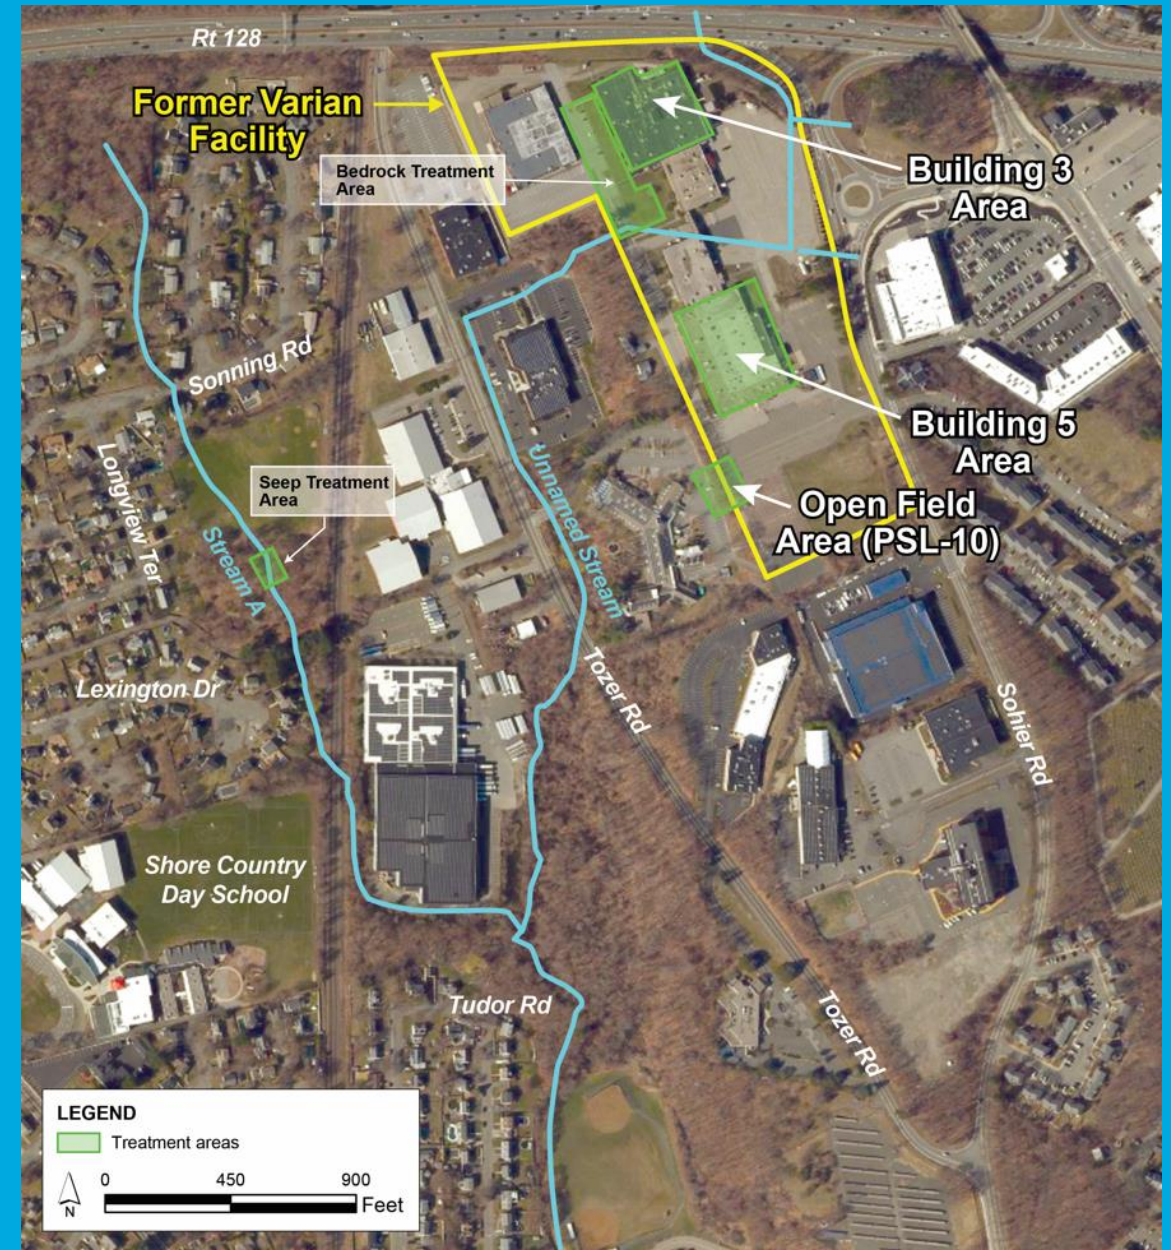 Rt 128
Former Varian
Facility
Bedrock Treatment
Area
Building 3
Area
Sonning Rd
Building 5
Area
Longview Ter
Seep Treatment
Area
Unnamed Stream
Open Field
Area (PSL-10)
Stream A
Lexington Dr
Tozer Rd
Sohier Rd
Shore Country
Day School
Tudor Rd
Tozer Rd
LEGEND
Treatment areas
0 450 900
Feet
N